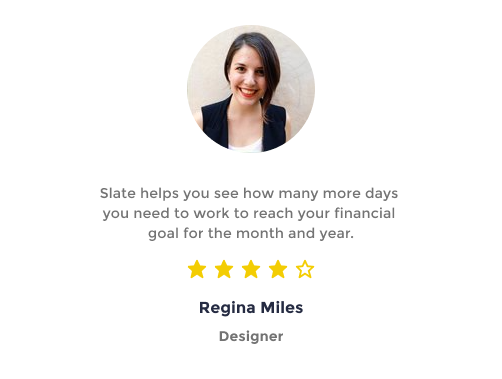 Slate helps you see how many more days
you need to work to reach your financial
goal for the month and year.
Regina Miles
Designer